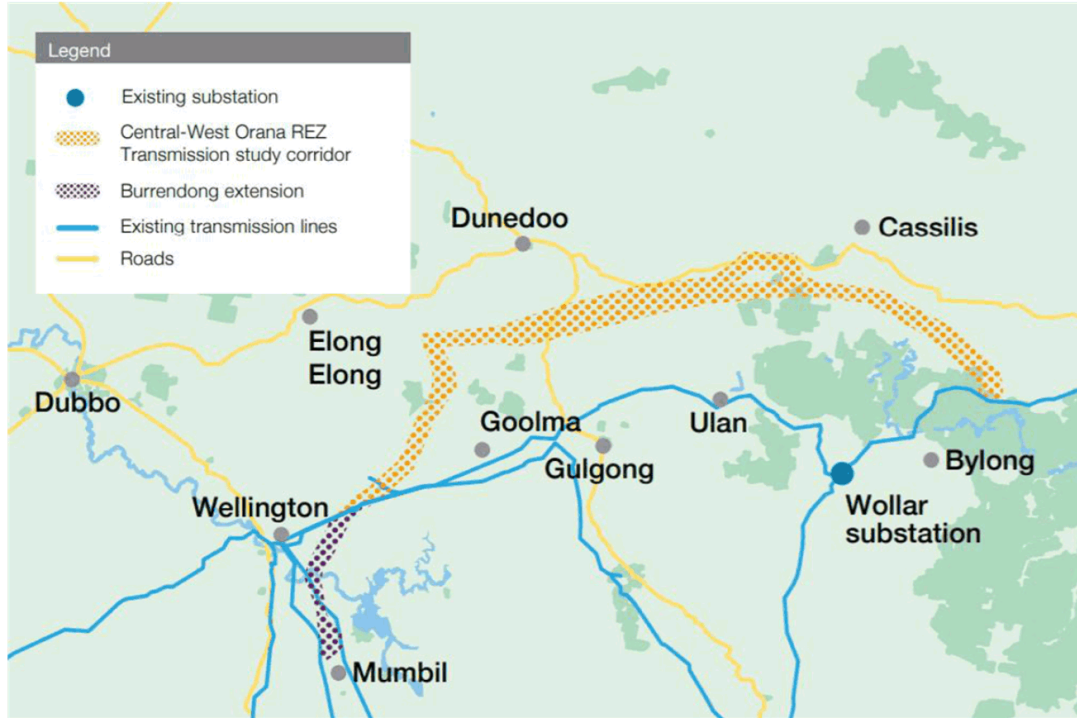 Legend
Existing substation
Central-West Orana REZ
Transmission study corridor
Burrendong extension
Existing transmission lines
Roads
Dunedoo
Cassilis
Elong
Elong
Dubbo
Goolma
Ulan
Gulgong
Bylong
Wellington
Wollar
substation
Mumbil